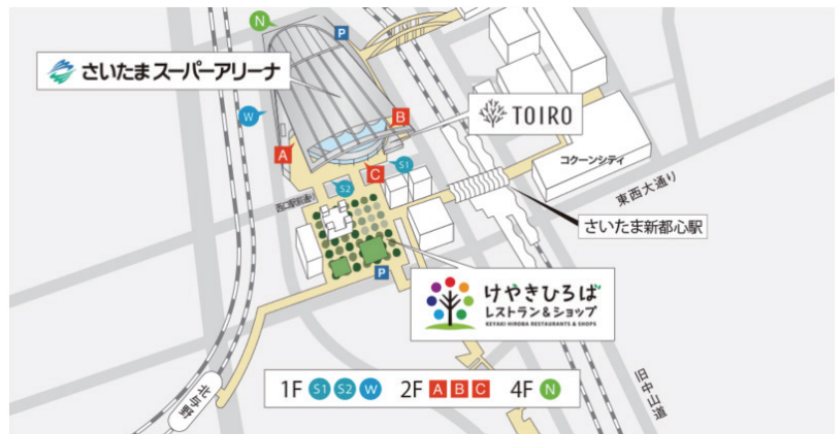 N
P
さいたまスーパーアリーナ
W
B
TOIRO
A
C
S1
S2
コクーンシティ
東西大通り
さいたま新都心駅
P
けやきひろば
レストラン&ショップ
KEYAKI HIROBA RESTAURANTS & SHOPS
1F S1 S2 W 2F A B C 4F N
北与野
旧中山道